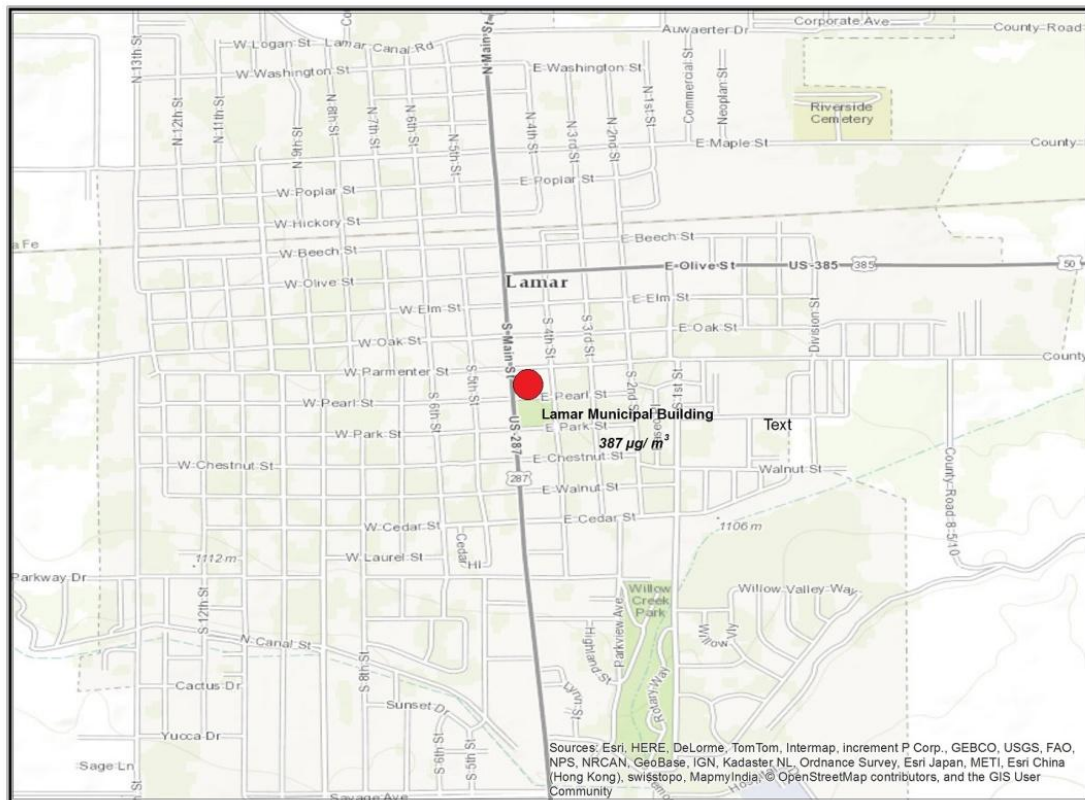 Corporate Ave
Auwaerter Dr
County Road
W Logan St
Lamar Canal Rd
N Main St
N 13th St
W Washington St
E Washington St
N 12th St
N 11th St
N 9th St
N 8th St
N 7th St
N 6th St
N 5th St
N 4th St
N 3rd St
N 2nd St
N 1st St
Commercial St
Neoplan St
Riverside
Cemetery
E Maple St
County
W Poplar St
E Poplar St
W Hickory St
a Fe
W Beech St
E Beech St
E Olive St
US-385
385
50
W Olive St
Lamar
W Elm St
E Elm St
W Oak St
E Oak St
S Main St
S 4th St
S 3rd St
Division St
W Parmenter St
County
S 6th St
S 5th St
S 2nd St
S 1st St
W Pearl St
E Pearl St
Lamar Municipal Building
Text
W Park St
E Park St
387 µg/ m³
US-287
W Chestnut St
E Chestnut St
Walnut St
287
E Walnut St
County Road 8.5/10
W Cedar St
E Cedar St
1106 m
Cedar
Hl
1112 m
W Laurel St
Parkway Dr
Willow
Creek
Park
Willow Valley Way
S 12th St
N Canal St
Highland St
Parkview Ave
Willow
Vly
S 8th St
Cactus Dr
Lynn St
Rotary Way
Sunset Dr
Yucca Dr
S 6th St
S 5th St
Sage Ln
Savage Ave
Sources: Esri, HERE, DeLorme, TomTom, Intermap, increment P Corp., GEBCO, USGS, FAO,
NPS, NRCAN, GeoBase, IGN, Kadaster NL, Ordnance Survey, Esri Japan, METI, Esri China
(Hong Kong), swisstopo, MapmyIndia, © OpenStreetMap contributors, and the GIS User
Community